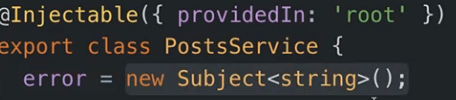 @Injectable({ providedIn: 'root' })
export class PostsService {
error = new Subject<string>();